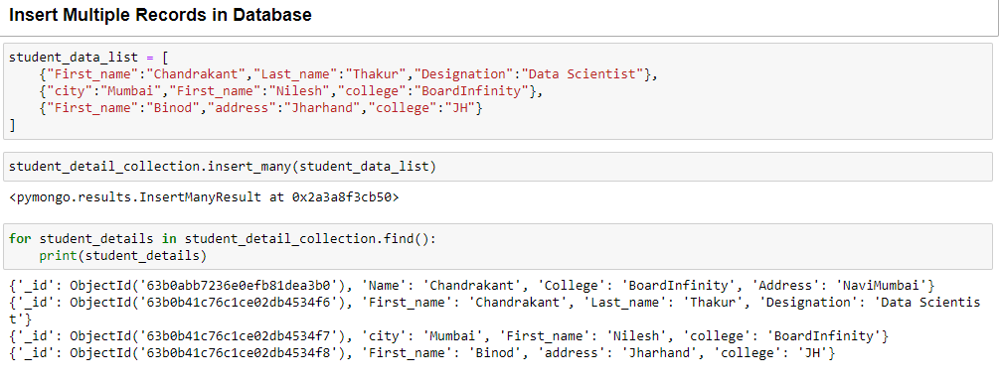 Insert Multiple Records in Database
student_data_list = [
    {"First_name":"Chandrakant","Last_name":"Thakur","Designation":"Data Scientist"},
    {"city":"Mumbai","First_name":"Nilesh","college":"BoardInfinity"},
    {"First_name":"Binod","address":"Jharhand","college":"JH"}
]
student_detail_collection.insert_many(student_data_list)
<pymongo.results.InsertManyResult at 0x2a3a8f3cb50>
for student_details in student_detail_collection.find():
    print(student_details)
{'_id': ObjectId('63b0abb7236e0efb81dea3b0'), 'Name': 'Chandrakant', 'College': 'BoardInfinity', 'Address': 'NaviMumbai'}
{'_id': ObjectId('63b0b41c76c1ce02db4534f6'), 'First_name': 'Chandrakant', 'Last_name': 'Thakur', 'Designation': 'Data Scientis
t'}
{'_id': ObjectId('63b0b41c76c1ce02db4534f7'), 'city': 'Mumbai', 'First_name': 'Nilesh', 'college': 'BoardInfinity'}
{'_id': ObjectId('63b0b41c76c1ce02db4534f8'), 'First_name': 'Binod', 'address': 'Jharhand', 'college': 'JH'}